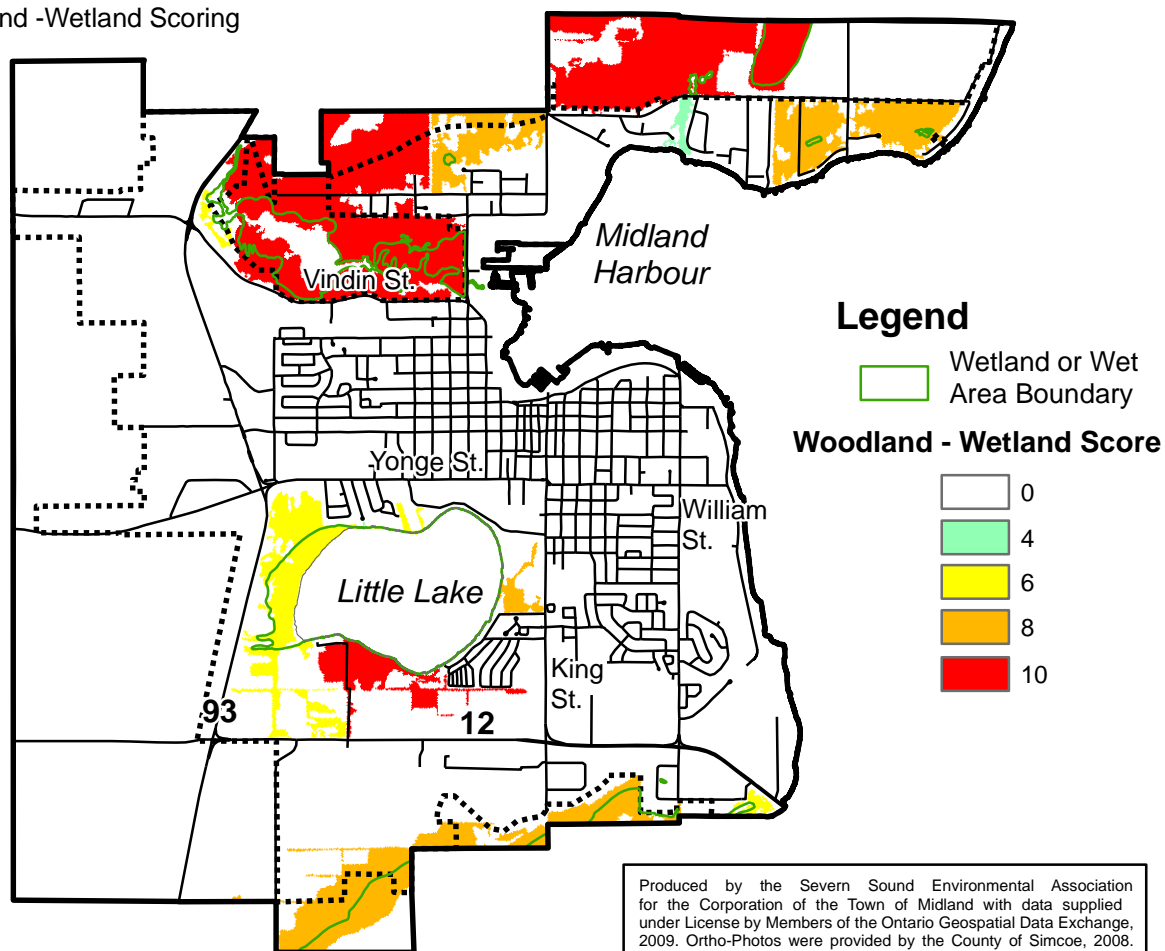 -Wetland Scoring
Midland
Harbour
Vindin St.
Legend
Wetland or Wet
Area Boundary
Woodland - Wetland Score
0
4
6
8
10
Yonge St.
William
St.
Little Lake
King
St.
93
12
Produced by the Severn Sound Environmental Association
for the Corporation of the Town of Midland with data supplied
under License by Members of the Ontario Geospatial Data Exchange,
2009. Ortho-Photos were provided by the County of Simcoe, 2008.